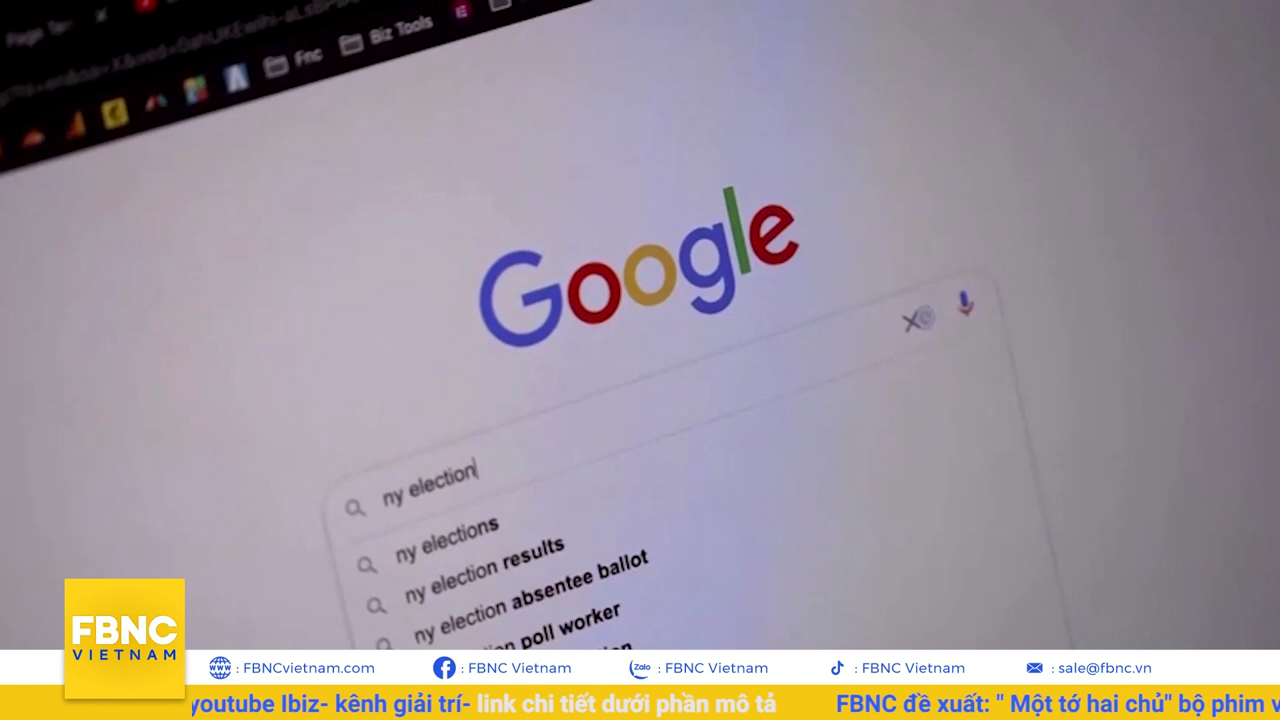 Page
Fnc
Biz Tools
Google
ny election
ny elections
ny election results
ny election absentee ballot
poll worker
FBNC
VIETNAM
: FBNCvietnam.com
: FBNC Vietnam
Zalo : FBNC Vietnam
: FBNC Vietnam
: sale@fbnc.vn
youtube Ibiz- kênh giải trí- link chi tiết dưới phần mô tả
FBNC đề xuất: " Một tớ hai chủ" bộ phim